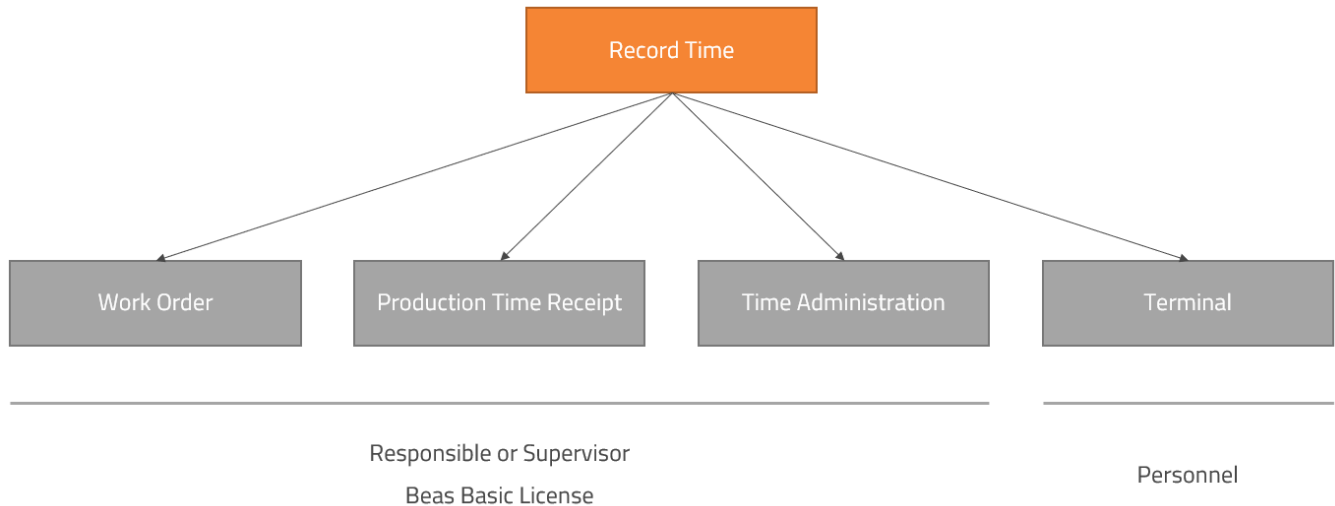 Record Time
Work Order
Production Time Receipt
Time Administration
Terminal
Responsible or Supervisor
Beas Basic License
Personnel